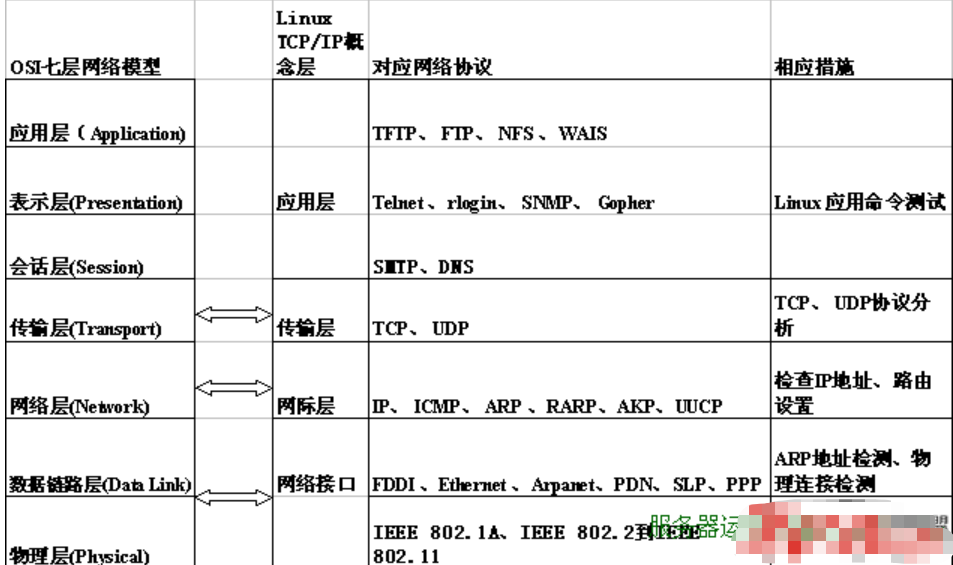 OSI七层网络模型
Linux
TCP/IP概
念层
对应网络协议
相应措施
应用层（Application)
TFTP、 FTP、 NFS 、WAIS
表示层(Presentation)
应用层
Telnet、rlogin、 SNMP、 Gopher
Linux应用命令测试
会话层(Session)
SMTP、DNS
传输层(Transport)
传输层
TCP、 UDP
TCP、 UDP协议分
析
网络层(Network)
网际层
IP、 ICMP、 ARP 、RARP、AKP、UUCP
检查IP地址、路由
设置
数据链路层(Data Link)
网络接口
FDDI 、Ethernet 、Arpanet、PDN、 SLP、PPP
ARP地址检测、物
理连接检测
物理层(Physical)
IEEE 802.1A、IEEE 802.2到IEEE
802.11
服务器运